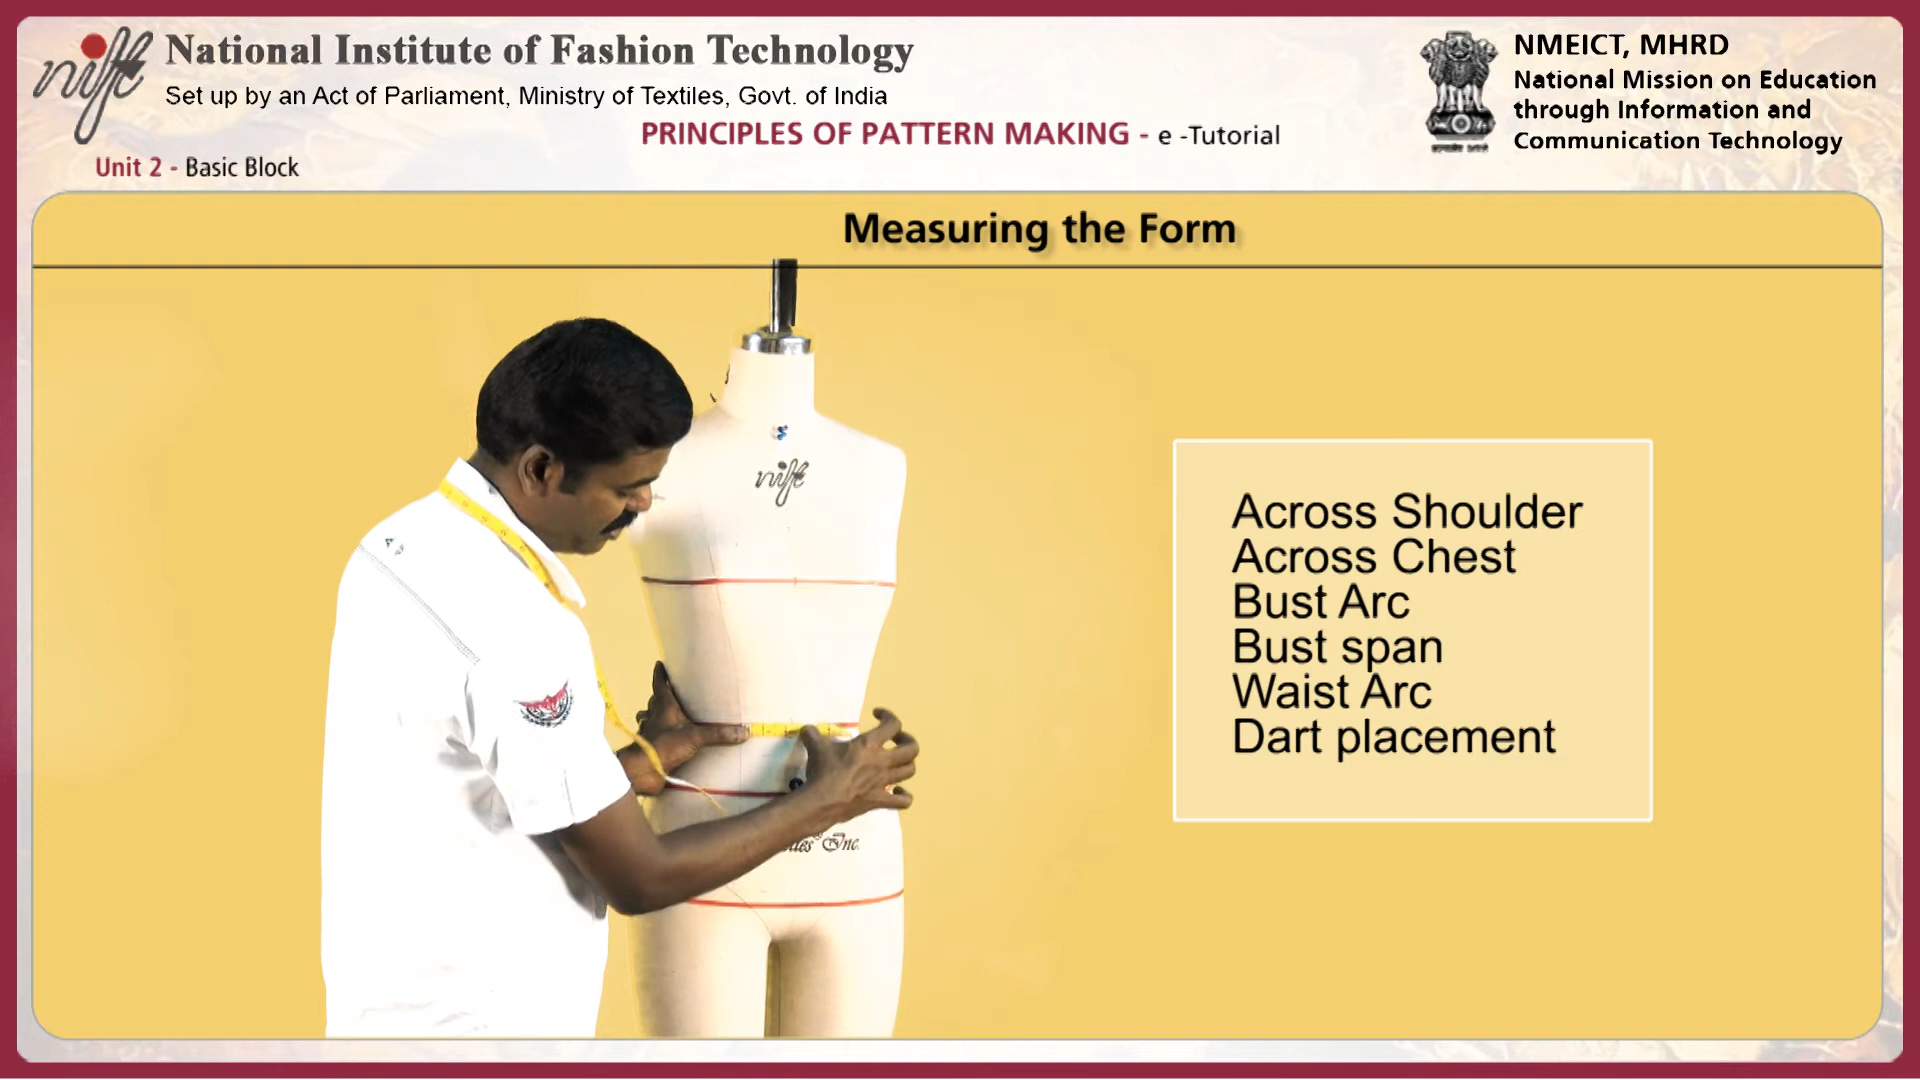 nift
National Institute of Fashion Technology
Set up by an Act of Parliament, Ministry of Textiles, Govt. of India
PRINCIPLES OF PATTERN MAKING - e -Tutorial
NMEICT, MHRD
National Mission on Education
through Information and
Communication Technology
Unit 2 - Basic Block
Measuring the Form
nift
Across Shoulder
Across Chest
Bust Arc
Bust span
Waist Arc
Dart placement
Inc.